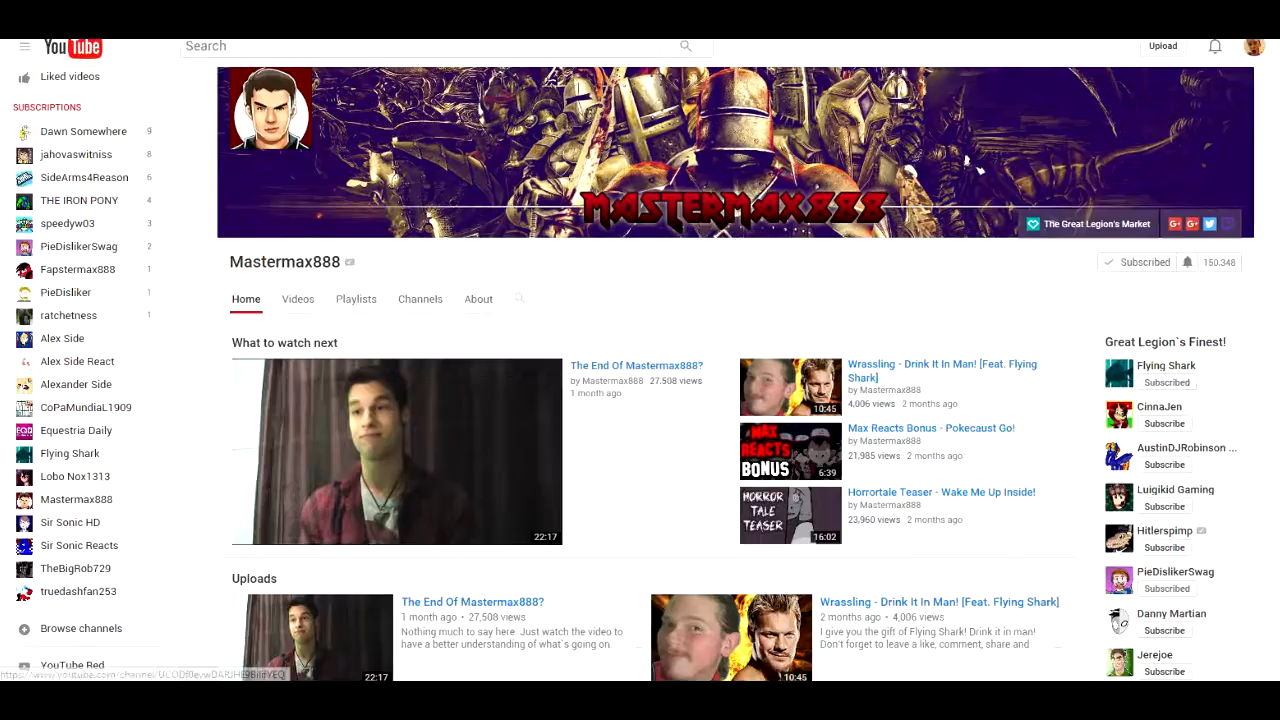 YouTube
Search
Upload
Liked videos
SUBSCRIPTIONS
Dawn Somewhere 9
jahovaswitniss 8
SideArms4Reason 6
THE IRON PONY 4
speedyw03 3
PieDislikerSwag 2
Fapstermax888 1
PieDisliker 1
ratchetness 1
Alex Side
Alex Side React
Alexander Side
CoPaMundiaL1909
Equestria Daily
Flying Shark
Lobo Nox1313
Mastermax888
Sir Sonic HD
Sir Sonic Reacts
TheBigRob729
truedashfan253
Browse channels
YouTube Red
MASTERMAX888
The Great Legion's Market
Mastermax888
Subscribed 150,348
Home Videos Playlists Channels About
What to watch next
22:17
The End Of Mastermax888?
by Mastermax888 27,508 views
1 month ago
10:45
Wrassling - Drink It In Man! [Feat. Flying
Shark]
by Mastermax888
4,006 views 2 months ago
MAX
REACTS
BONUS
6:39
Max Reacts Bonus - Pokecaust Go!
by Mastermax888
21,985 views 2 months ago
HORROR
TALE
TEASER
16:02
Horrortale Teaser - Wake Me Up Inside!
by Mastermax888
23,960 views 2 months ago
Great Legion`s Finest!
Flying Shark
Subscribed
CinnaJen
Subscribe
AustinDJRobinson ...
Subscribe
Luigikid Gaming
Subscribe
Hitlerspimp
Subscribe
PieDislikerSwag
Subscribed
Danny Martian
Subscribe
Jerejoe
Subscribe
Uploads
22:17
The End Of Mastermax888?
1 month ago • 27,508 views
Nothing much to say here. Just watch the video to
have a better understanding of what`s going on.
10:45
Wrassling - Drink It In Man! [Feat. Flying Shark]
2 months ago • 4,006 views
I give you the gift of Flying Shark! Drink it in man!
Don't forget to leave a like, comment, share and